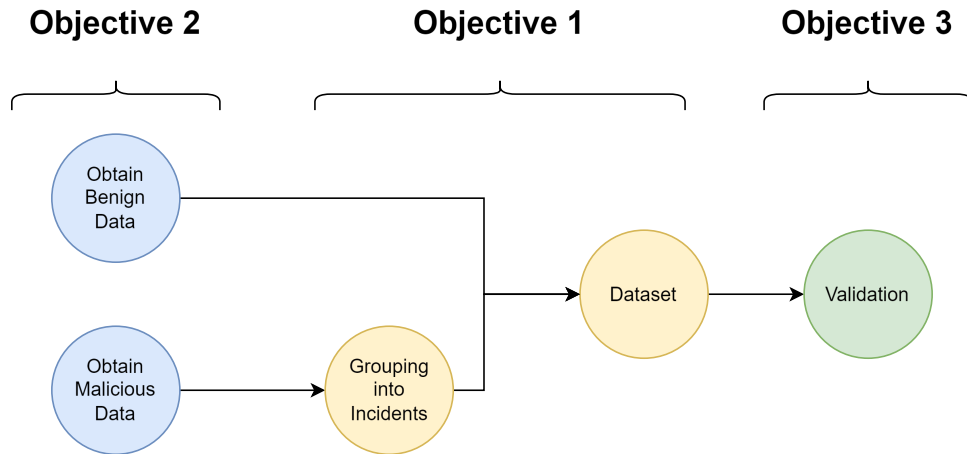 Objective 2
Objective 1
Objective 3
Obtain
Benign
Data
Dataset
Validation
Obtain
Malicious
Data
Grouping
into
Incidents